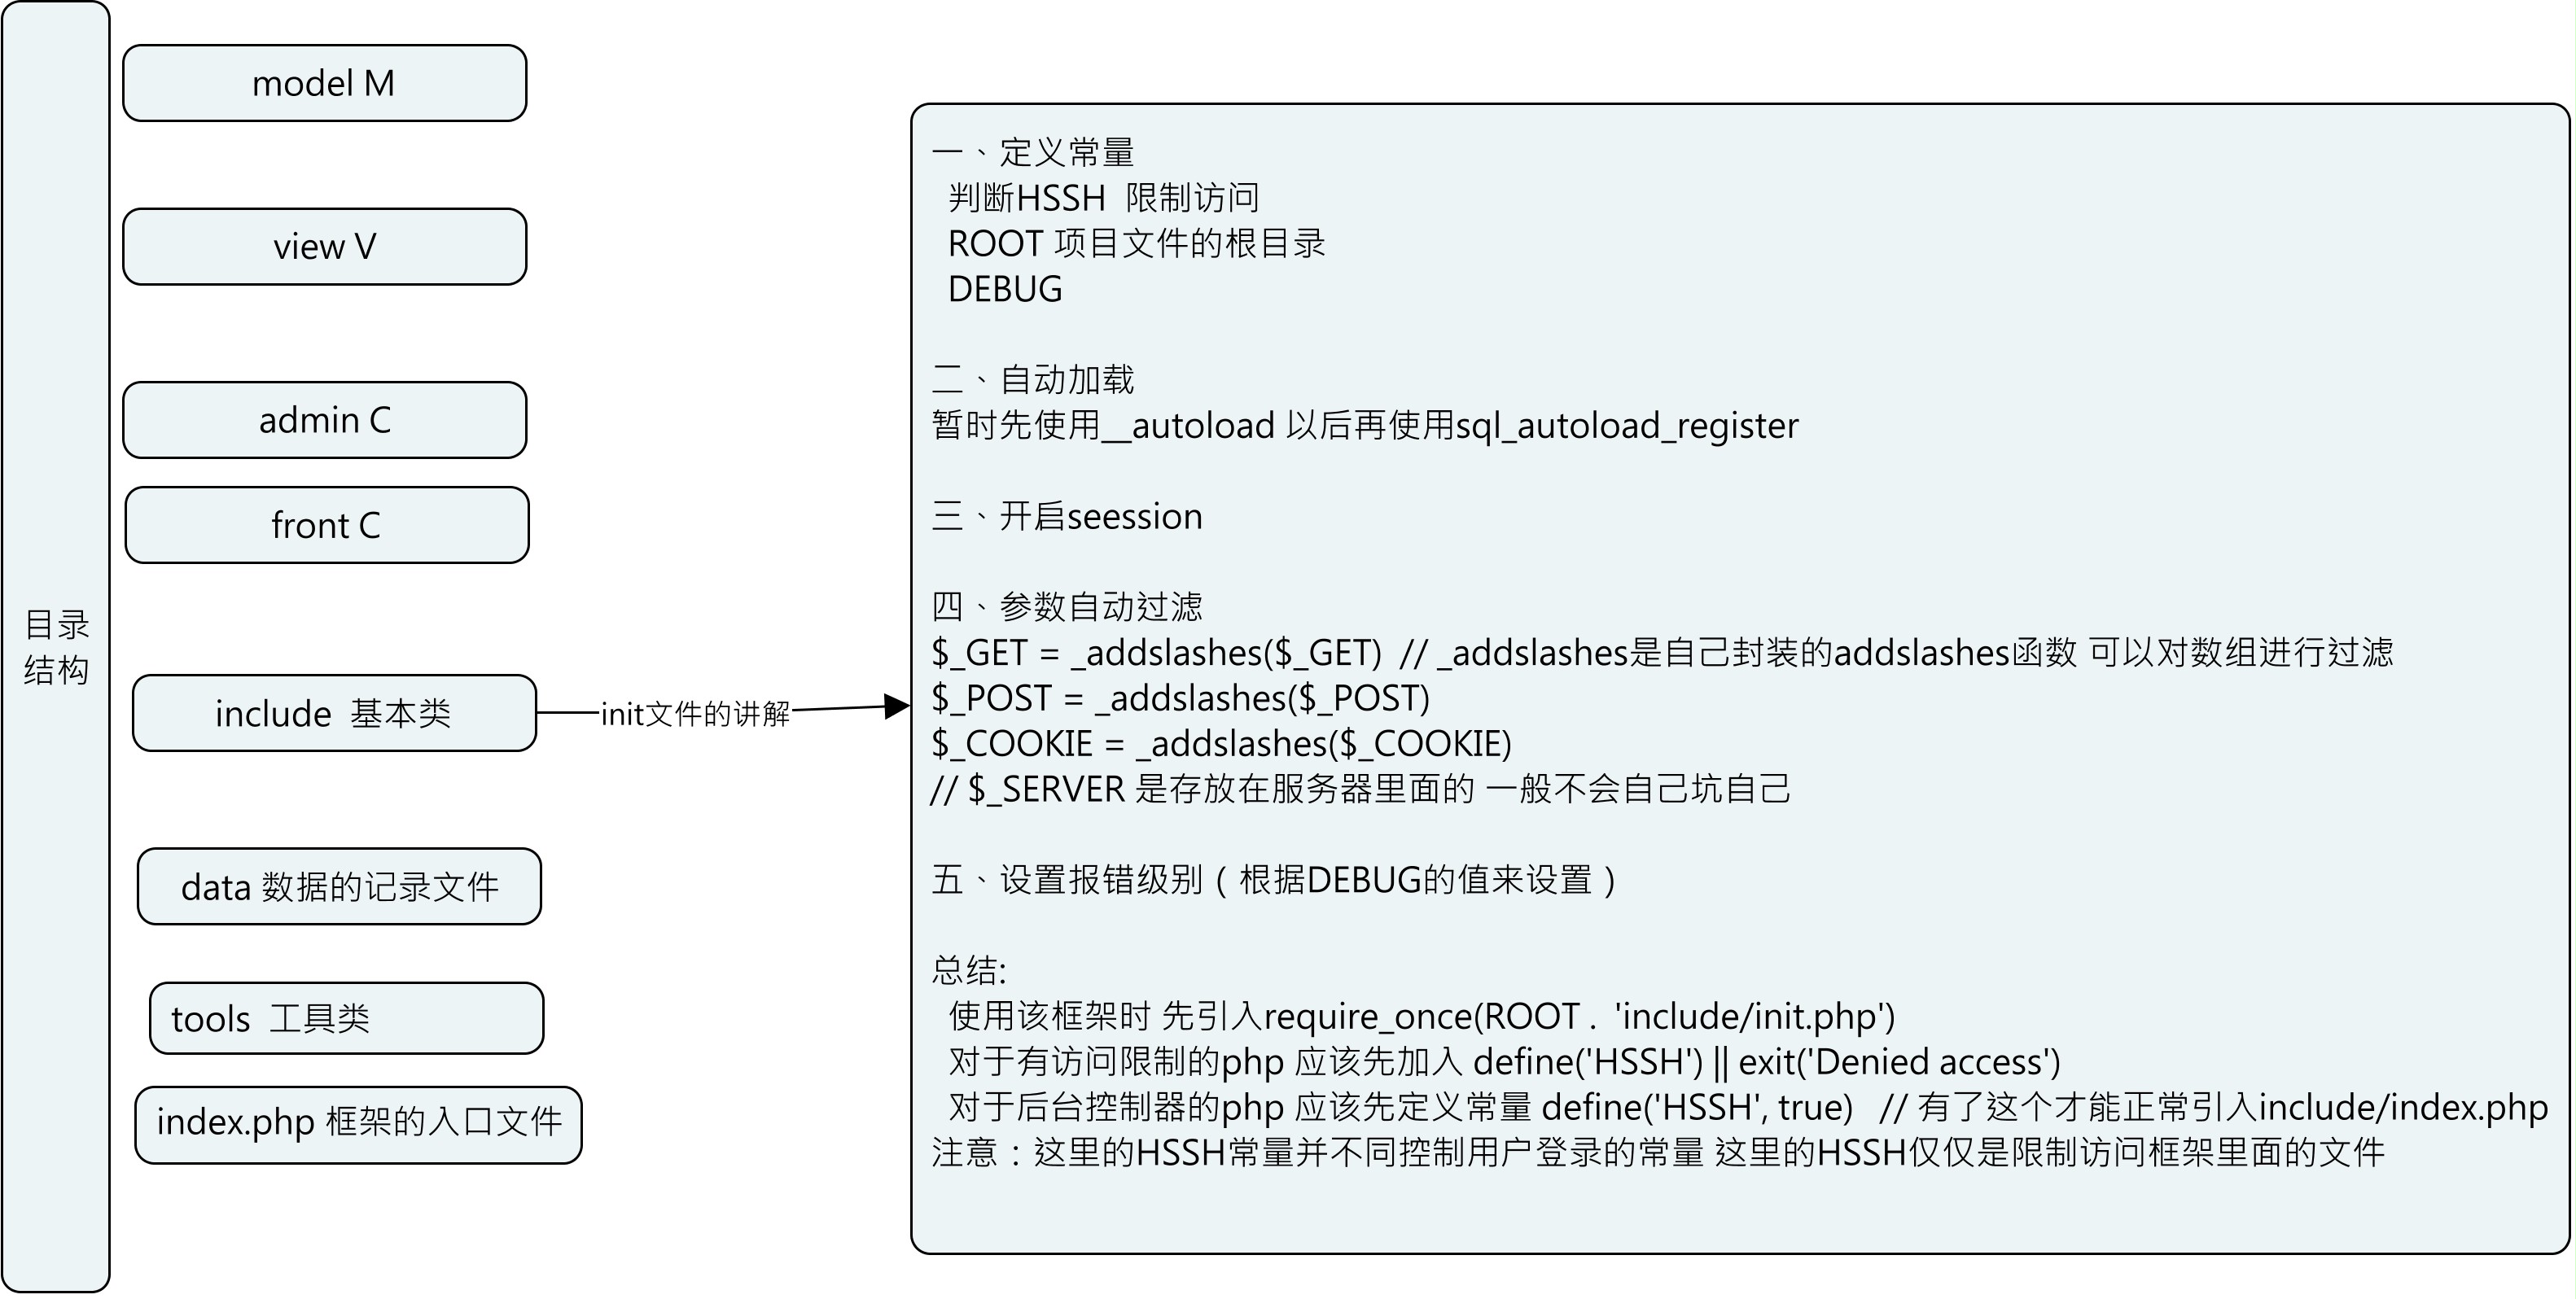 目录
结构
model M
view V
admin C
front C
include 基本类
init文件的讲解
data 数据的记录文件
tools 工具类
index.php 框架的入口文件
一、定义常量
判断HSSH 限制访问
ROOT 项目文件的根目录
DEBUG
二、自动加载
暂时先使用__autoload 以后再使用sql_autoload_register
三、开启seession
四、参数自动过滤
$_GET = _addslashes($_GET) // _addslashes是自己封装的addslashes函数 可以对数组进行过滤
$_POST = _addslashes($_POST)
$_COOKIE = _addslashes($_COOKIE)
// $_SERVER 是存放在服务器里面的 一般不会自己坑自己
五、设置报错级别（根据DEBUG的值来设置）
总结:
使用该框架时 先引入require_once(ROOT . 'include/init.php')
对于有访问限制的php 应该先加入 define('HSSH') || exit('Denied access')
对于后台控制器的php 应该先定义常量 define('HSSH', true) // 有了这个才能正常引入include/index.php
注意：这里的HSSH常量并不同控制用户登录的常量 这里的HSSH仅仅是限制访问框架里面的文件